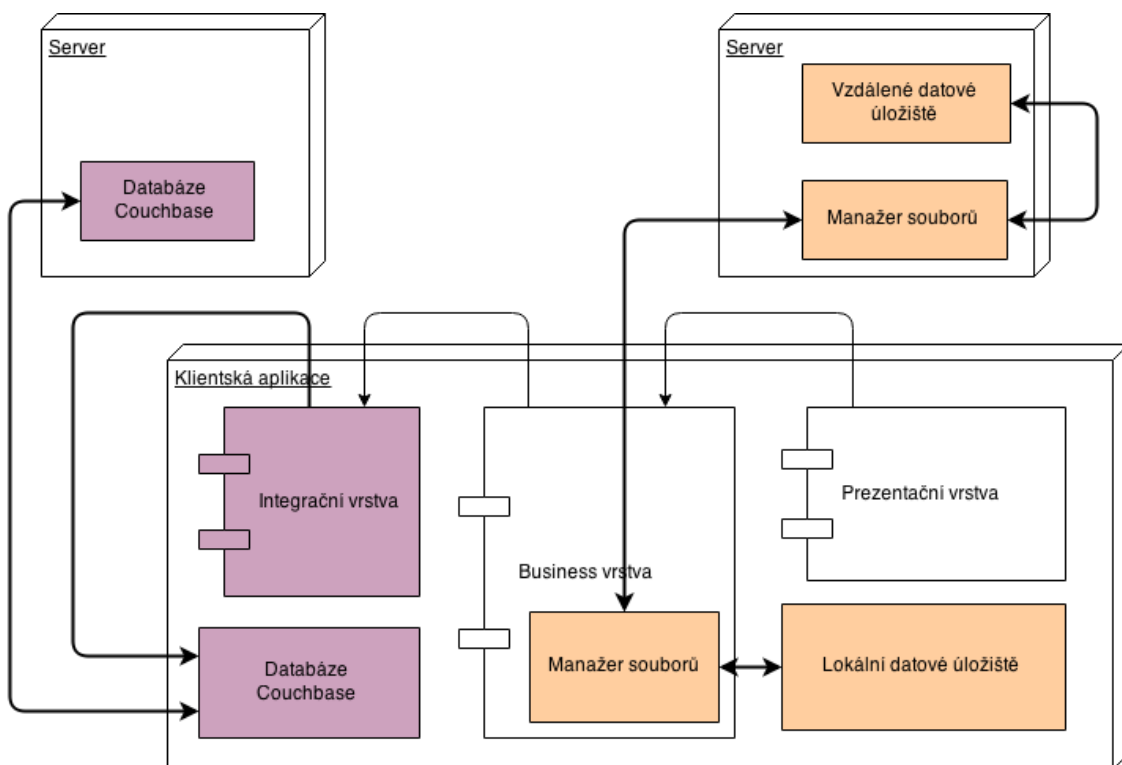 Server
Databáze
Couchbase
Server
Vzdálené datové
úložiště
Manažer souborů
Klientská aplikace
Integrační vrstva
Databáze
Couchbase
Business vrstva
Manažer souborů
Prezentační vrstva
Lokální datové úložiště